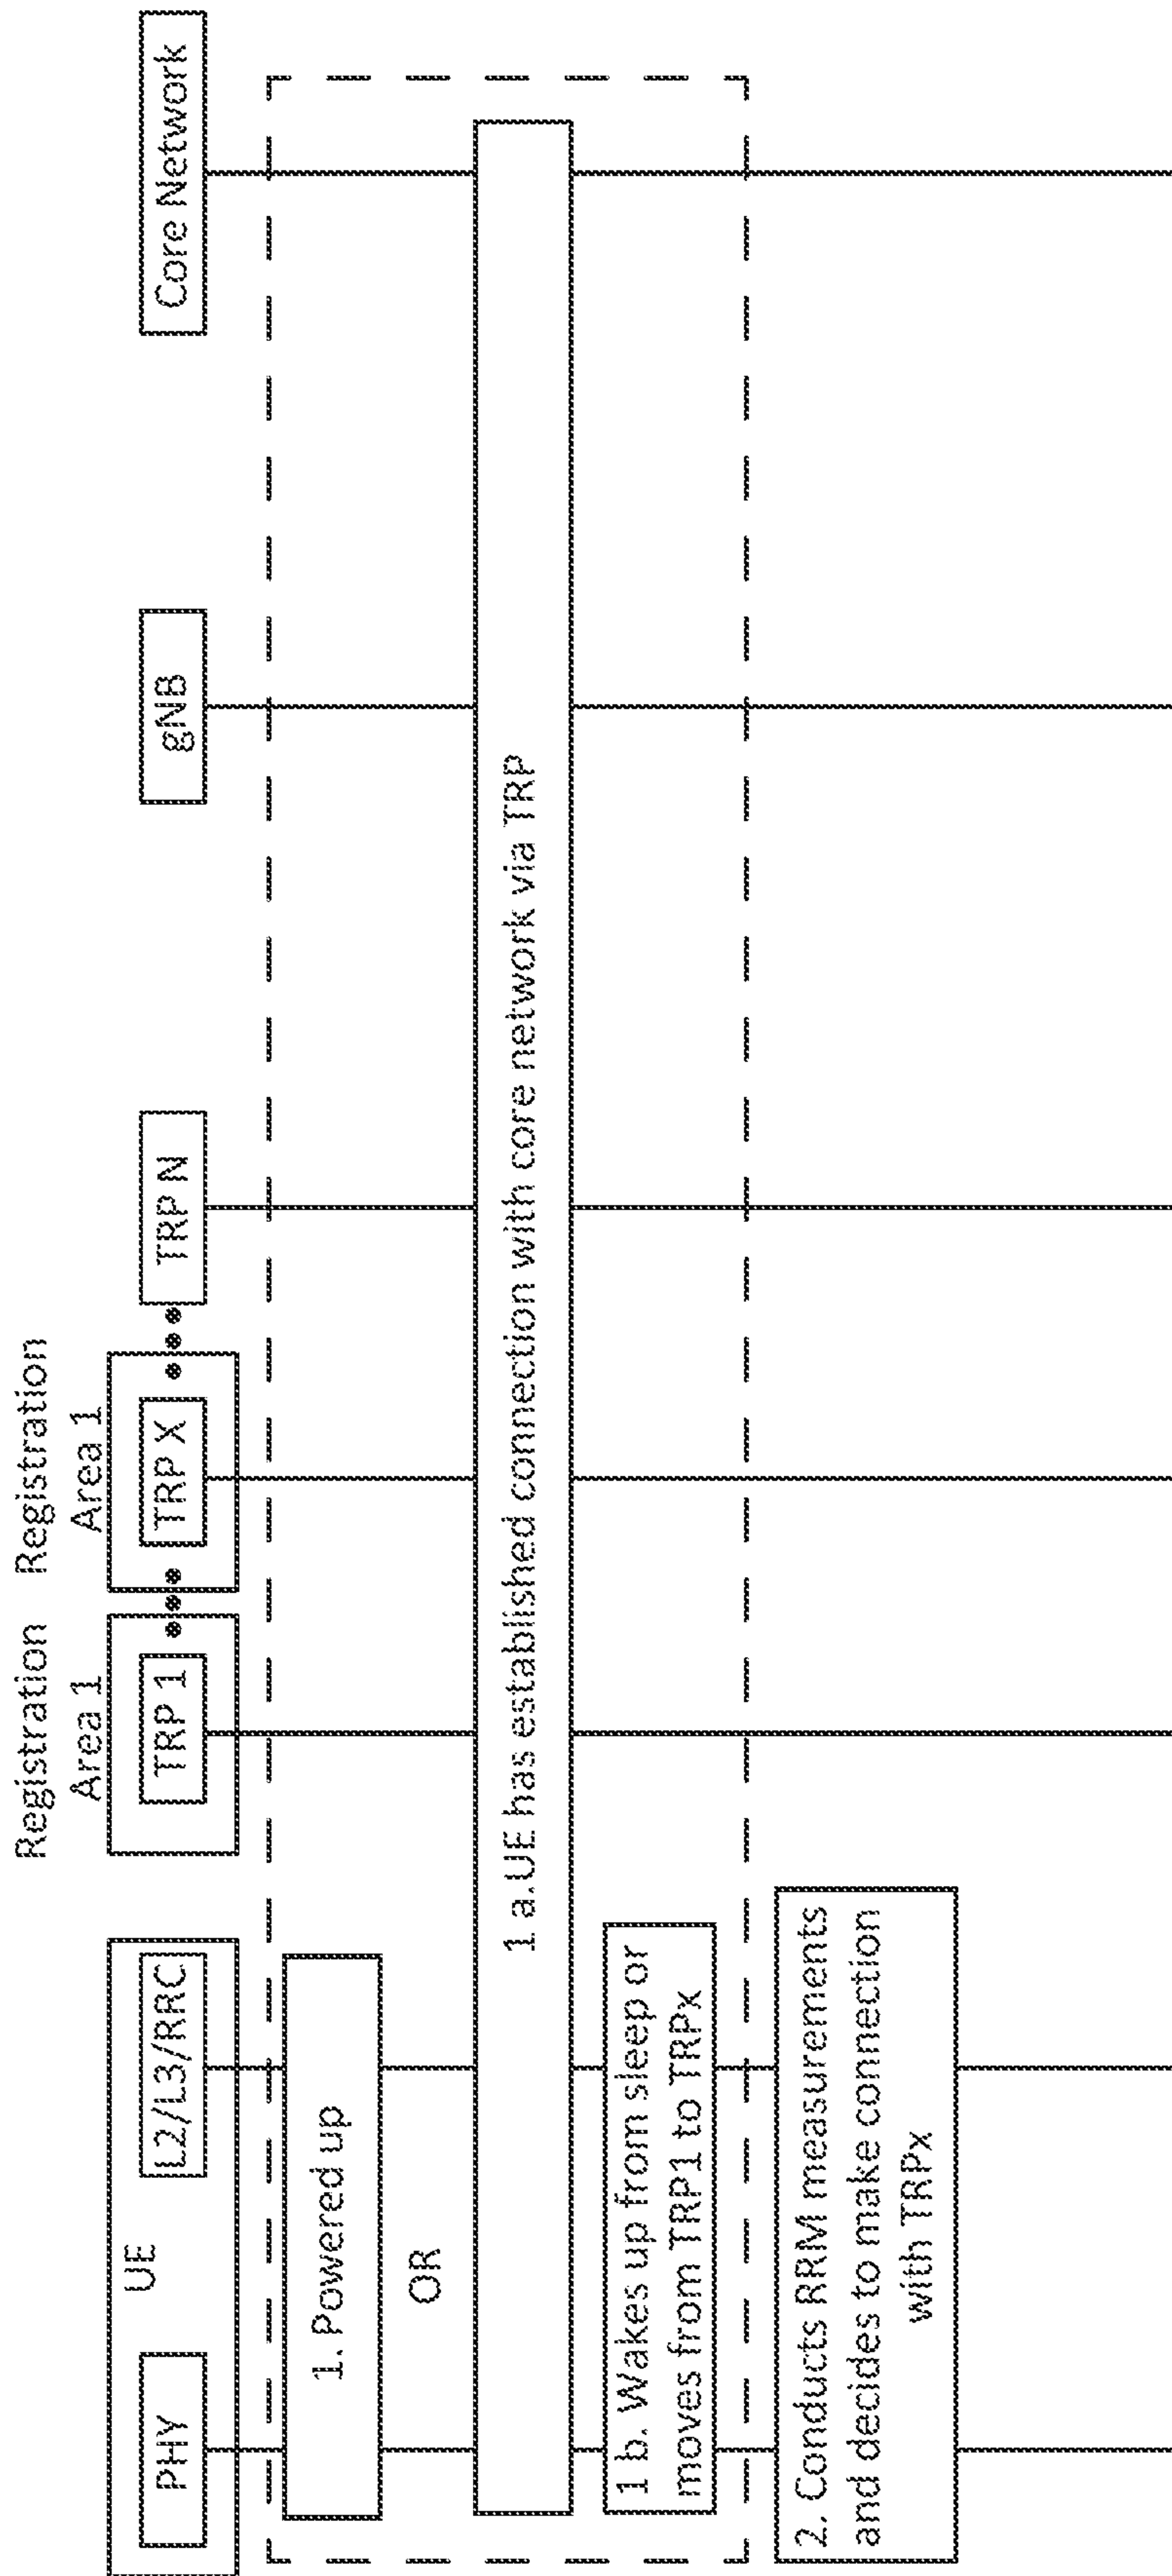 Registration
Area 1
Registration
Area 1
UE
PHY
L2/L3/RRC
TRP 1
TRP X
TRP N
gNB
Core Network
1. Powered up
OR
1 a.UE has established connection with core network via TRP
1 b. Wakes up from sleep or
moves from TRP1 to TRPx
2. Conducts RRM measurements
and decides to make connection
with TRPx